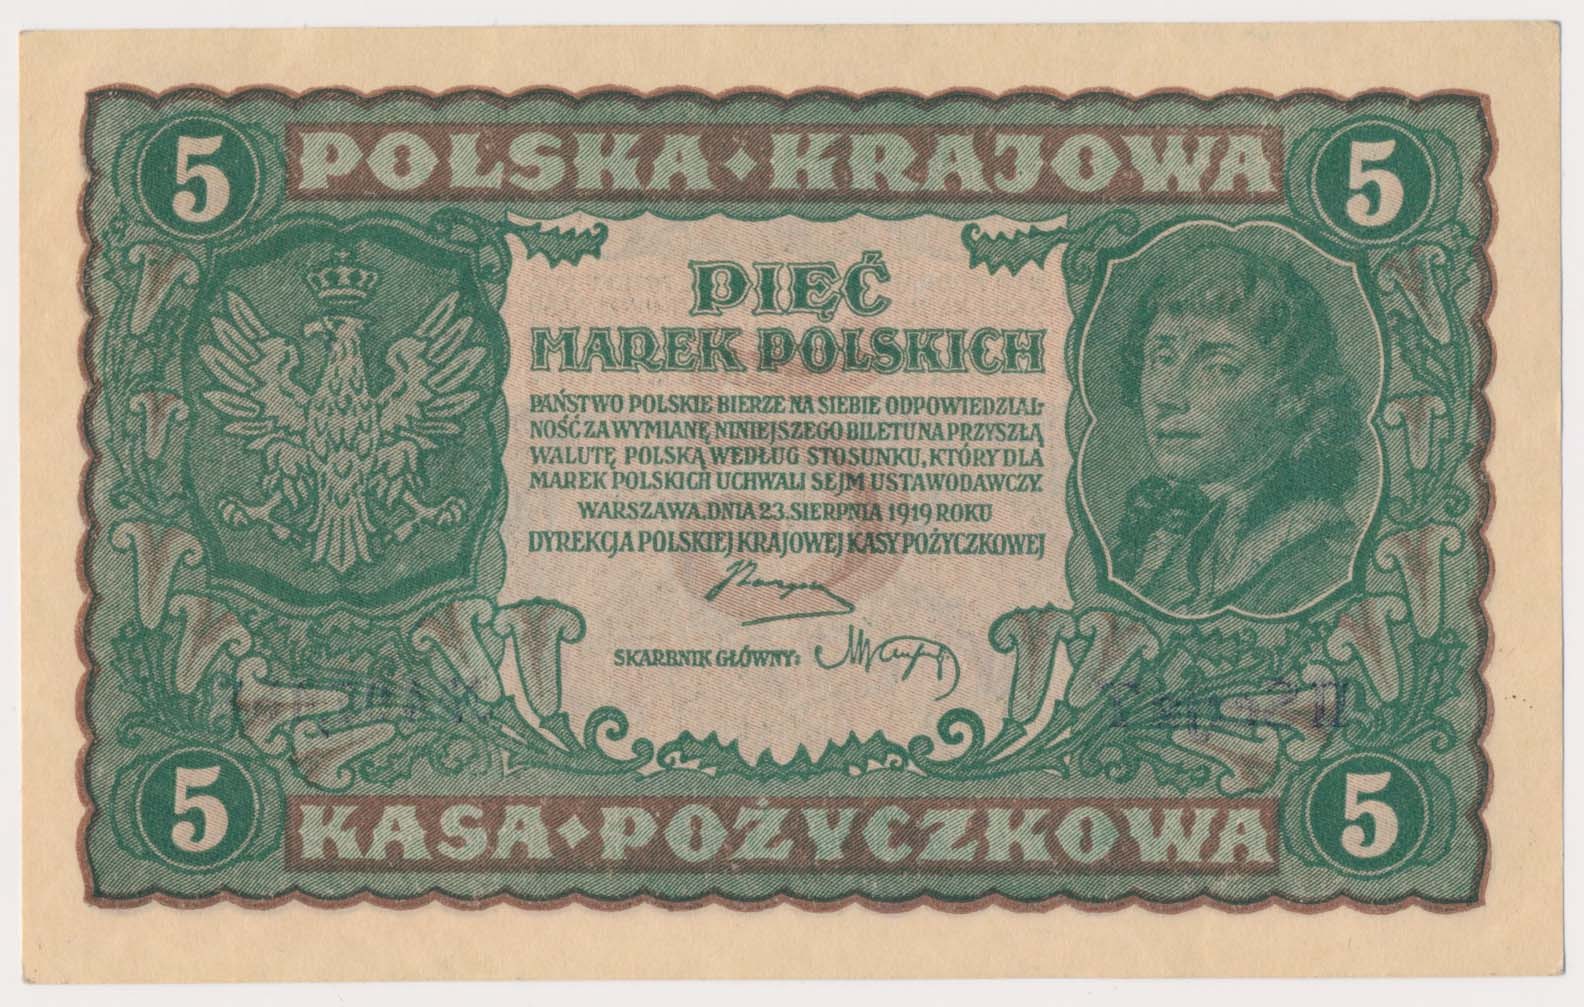 5 POLSKA·KRAJOWA 5
PIĘĆ
MAREK POLSKICH
PAŃSTWO POLSKIE BIERZE NA SIEBIE ODPOWIEDZIAL-
NOŚĆ ZA WYMIANĘ NINIEJSZEGO BILETU NA PRZYSZŁĄ
WALUTĘ POLSKĄ WEDŁUG STOSUNKU, KTÓRY DLA
MAREK POLSKICH UCHWALI SEJM USTAWODAWCZY.
WARSZAWA, DNIA 23. SIERPNIA 1919 ROKU
DYREKCJA POLSKIEJ KRAJOWEJ KASY POŻYCZKOWEJ
SKARBNIK GŁÓWNY:
5 KASA·POŻYCZKOWA 5